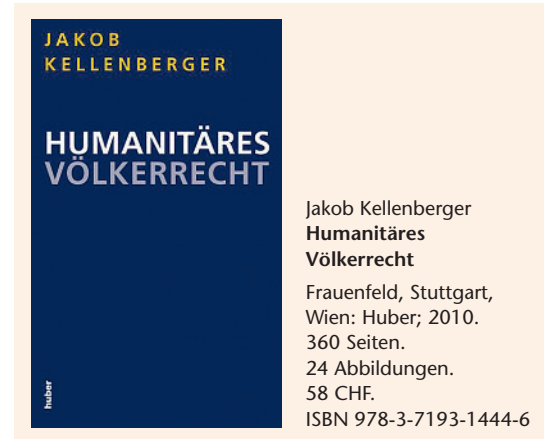 JAKOB
KELLENBERGER
HUMANITÄRES
VÖLKERRECHT
huber
Jakob Kellenberger
Humanitäres
Völkerrecht
Frauenfeld, Stuttgart,
Wien: Huber; 2010.
360 Seiten.
24 Abbildungen.
58 CHF.
ISBN 978-3-7193-1444-6